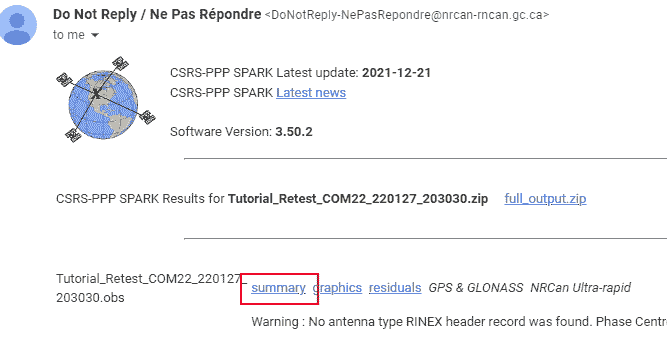 Do Not Reply / Ne Pas Répondre <DoNotReply-NePasRepondre@nrcan-rncan.gc.ca>
to me
CSRS-PPP SPARK Latest update: 2021-12-21
CSRS-PPP SPARK Latest news
Software Version: 3.50.2
CSRS-PPP SPARK Results for Tutorial_Retest_COM22_220127_203030.zip full_output.zip
Tutorial_Retest_COM22_220127_
203030.obs
summary graphics residuals GPS & GLONASS NRCan Ultra-rapid
Warning : No antenna type RINEX header record was found. Phase Centr